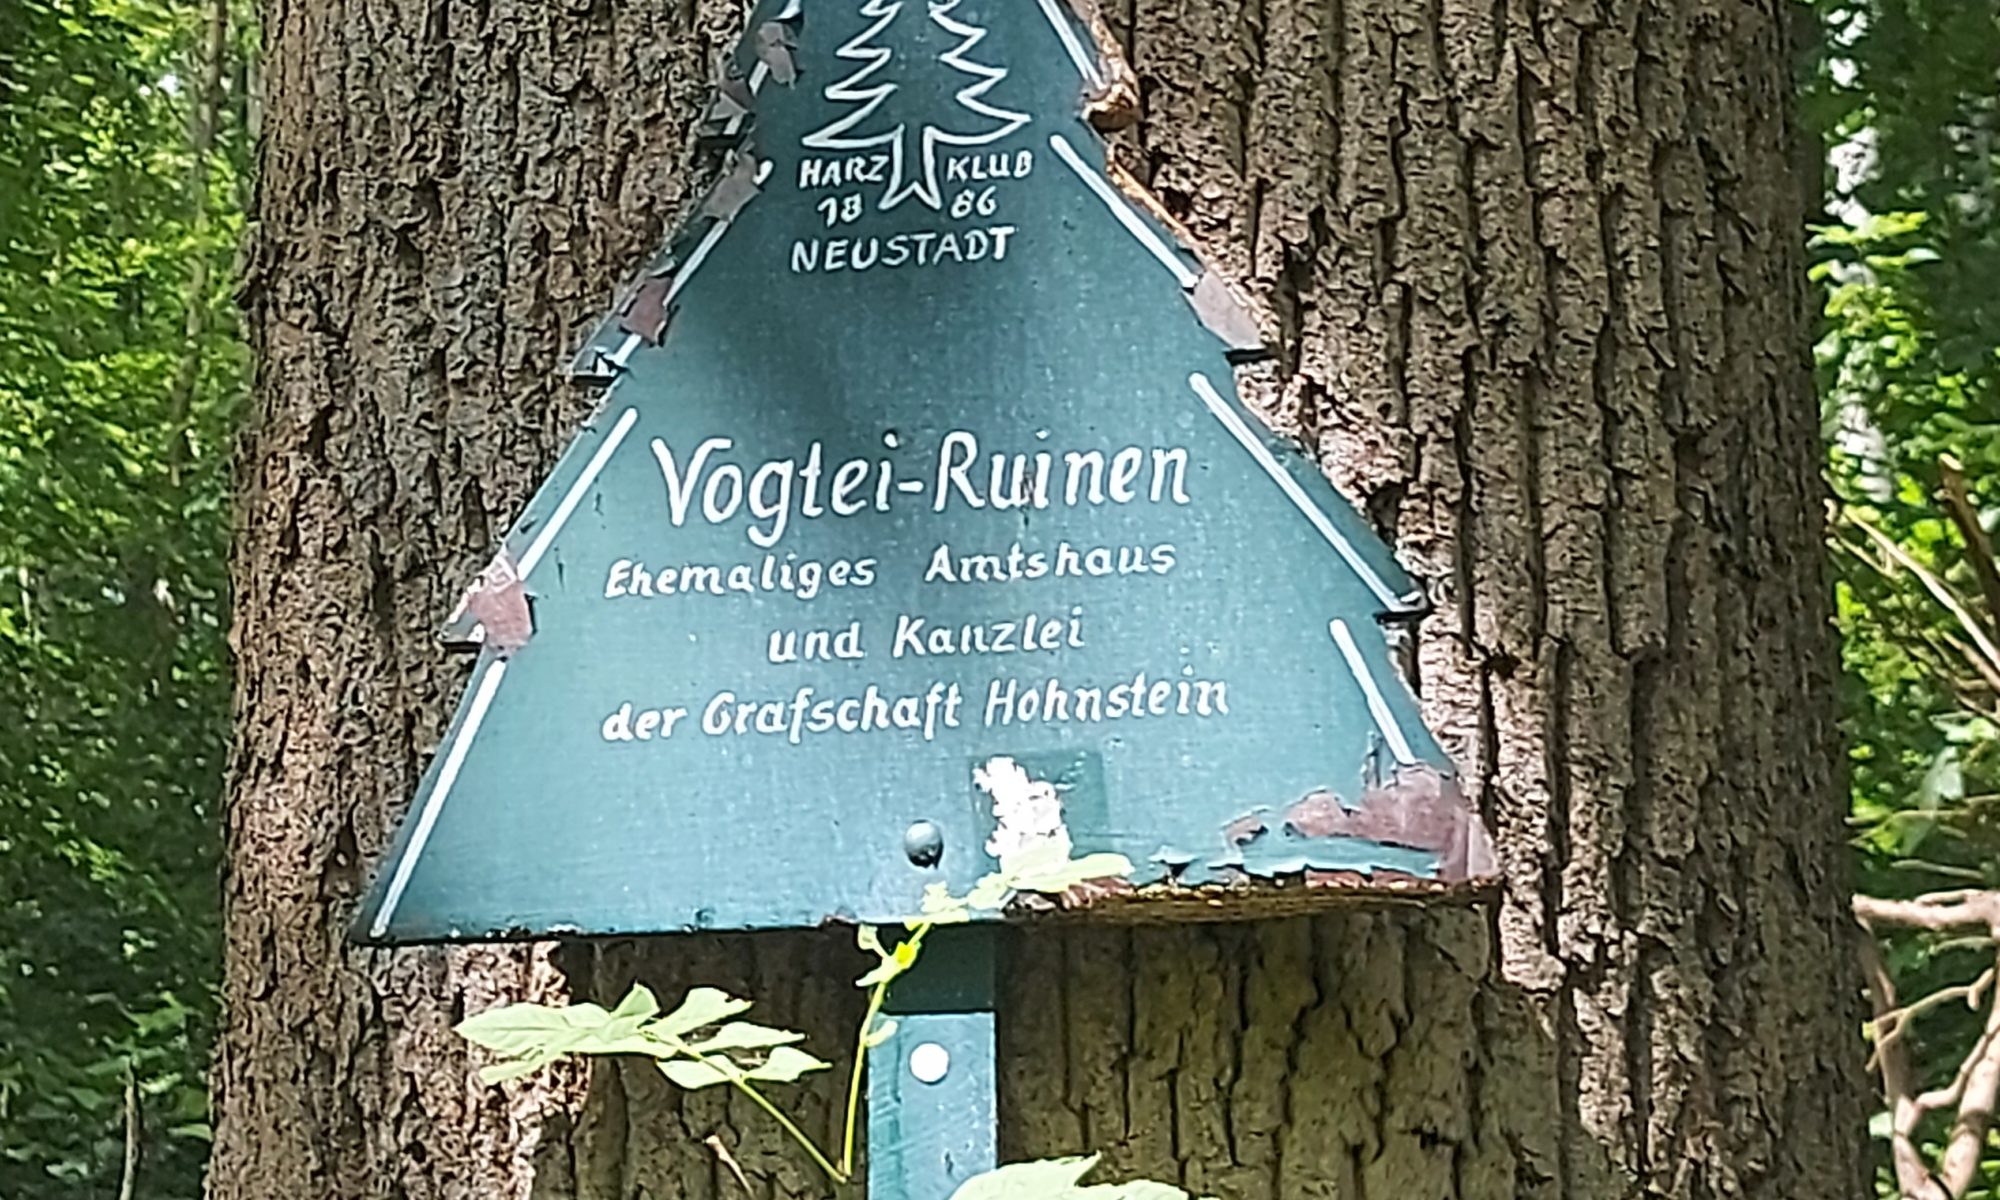 HARZ KLUB
18 86
NEUSTADT
Vogtei-Ruinen
Ehemaliges Amtshaus
und Kanzlei
der Grafschaft Hohnstein